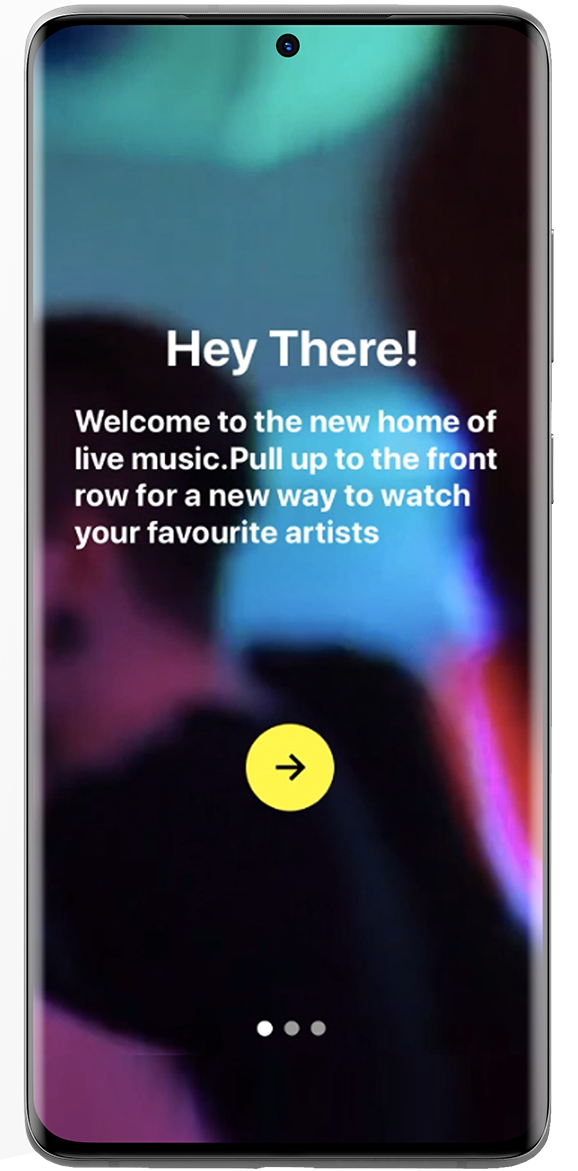 Hey There!
Welcome to the new home of
live music.Pull up to the front
row for a new way to watch
your favourite artists